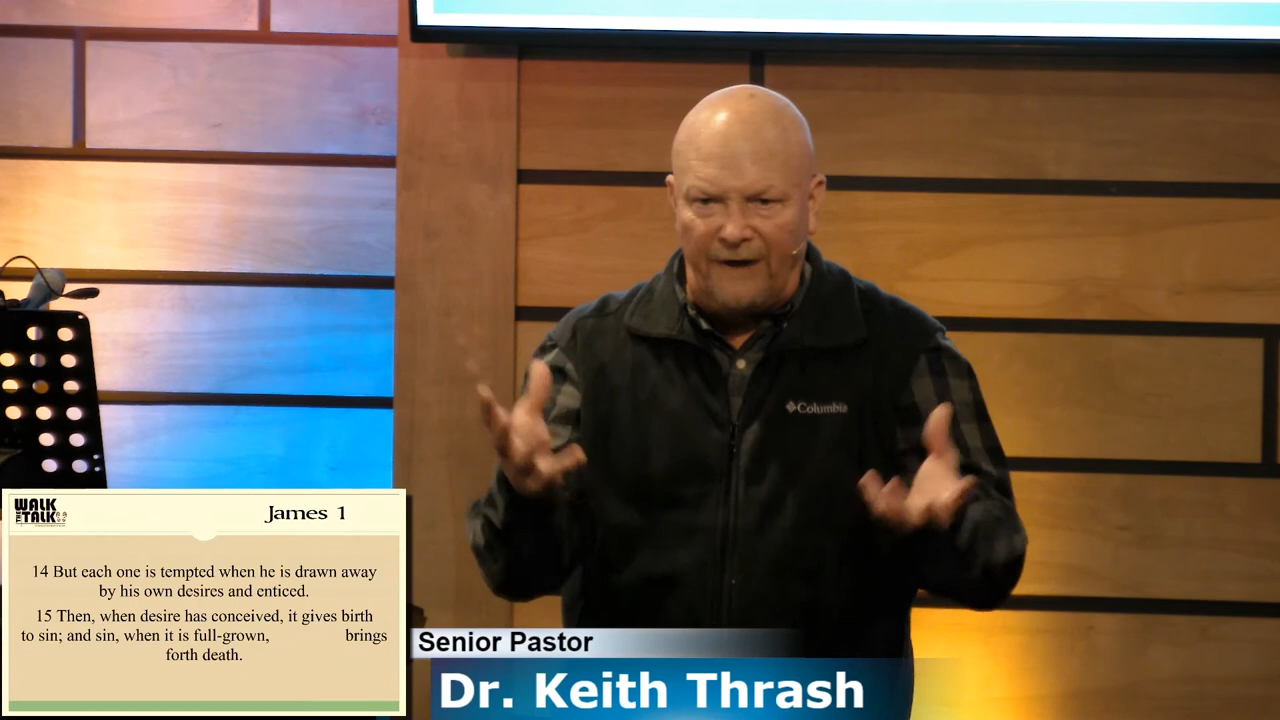 Columbia
WALK
THE TALK
James 1
14 But each one is tempted when he is drawn away
by his own desires and enticed.
15 Then, when desire has conceived, it gives birth
to sin; and sin, when it is full-grown, brings
forth death.
Senior Pastor
Dr. Keith Thrash